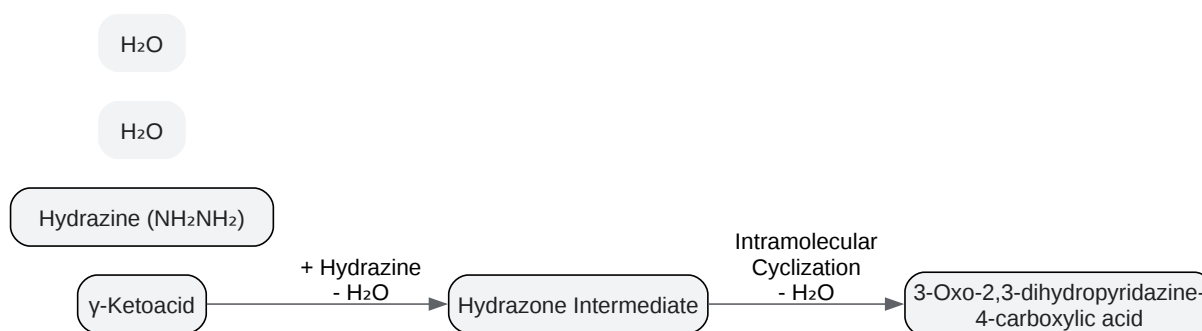 H₂O
H₂O
Hydrazine (NH₂NH₂)
γ-Ketoacid
+ Hydrazine
- H₂O
Hydrazone Intermediate
Intramolecular
Cyclization
- H₂O
3-Oxo-2,3-dihydropyridazine-
4-carboxylic acid